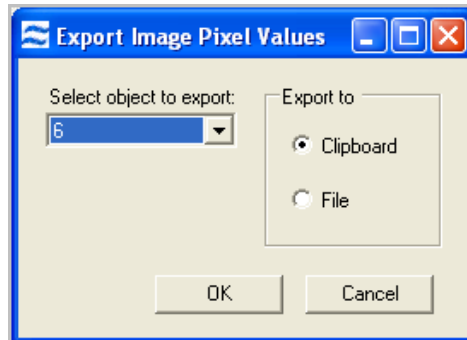 Export Image Pixel Values
Select object to export:
6
Export to
Clipboard
File
OK
Cancel